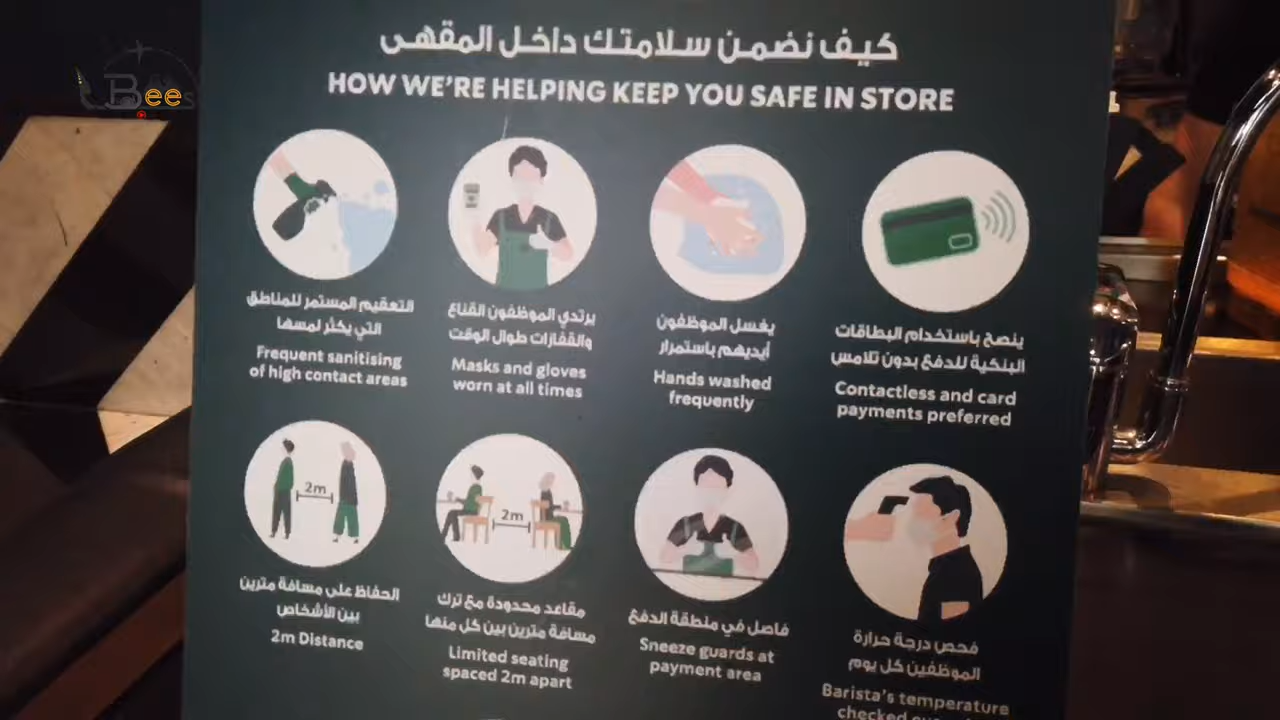 كيف نضمن سلامتك داخل المقهى
HOW WE'RE HELPING KEEP YOU SAFE IN STORE
التعقيم المستمر للمناطق
التي يكثر لمسها
Frequent sanitising
of high contact areas
يرتدي الموظفون القناع
والقفازات طوال الوقت
Masks and gloves
worn at all times
يغسل الموظفون
أيديهم باستمرار
Hands washed
frequently
ينصح باستخدام البطاقات
البنكية للدفع بدون تلامس
Contactless and card
payments preferred
2m
الحفاظ على مسافة مترين
بين الأشخاص
2m Distance
2m
مقاعد محدودة مع ترك
مسافة مترين بين كل منها
Limited seating
spaced 2m apart
فاصل في منطقة الدفع
Sneeze guards at
payment area
فحص درجة حرارة
الموظفين كل يوم
Barista's temperature
checked
Bee